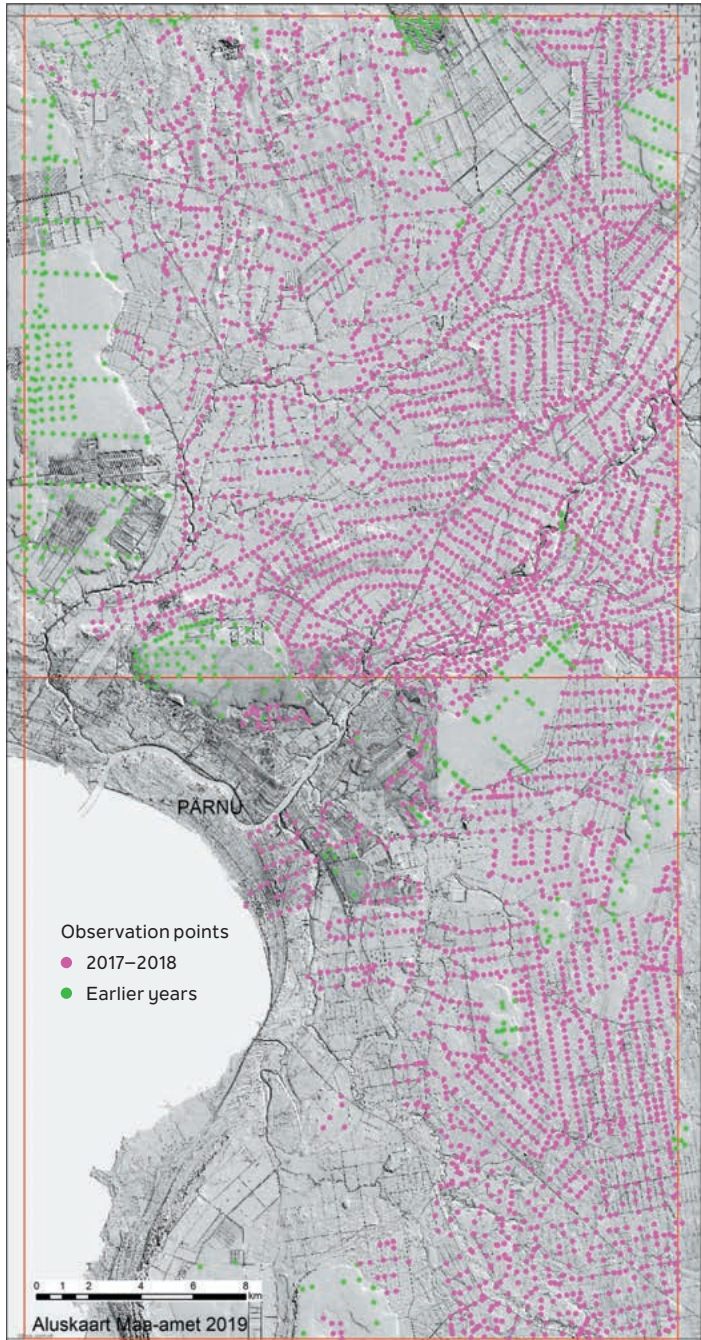 PÄRNU
Observation points
2017–2018
Earlier years
0 1 2 4 6 8
km
Aluskaart Maa-amet 2019